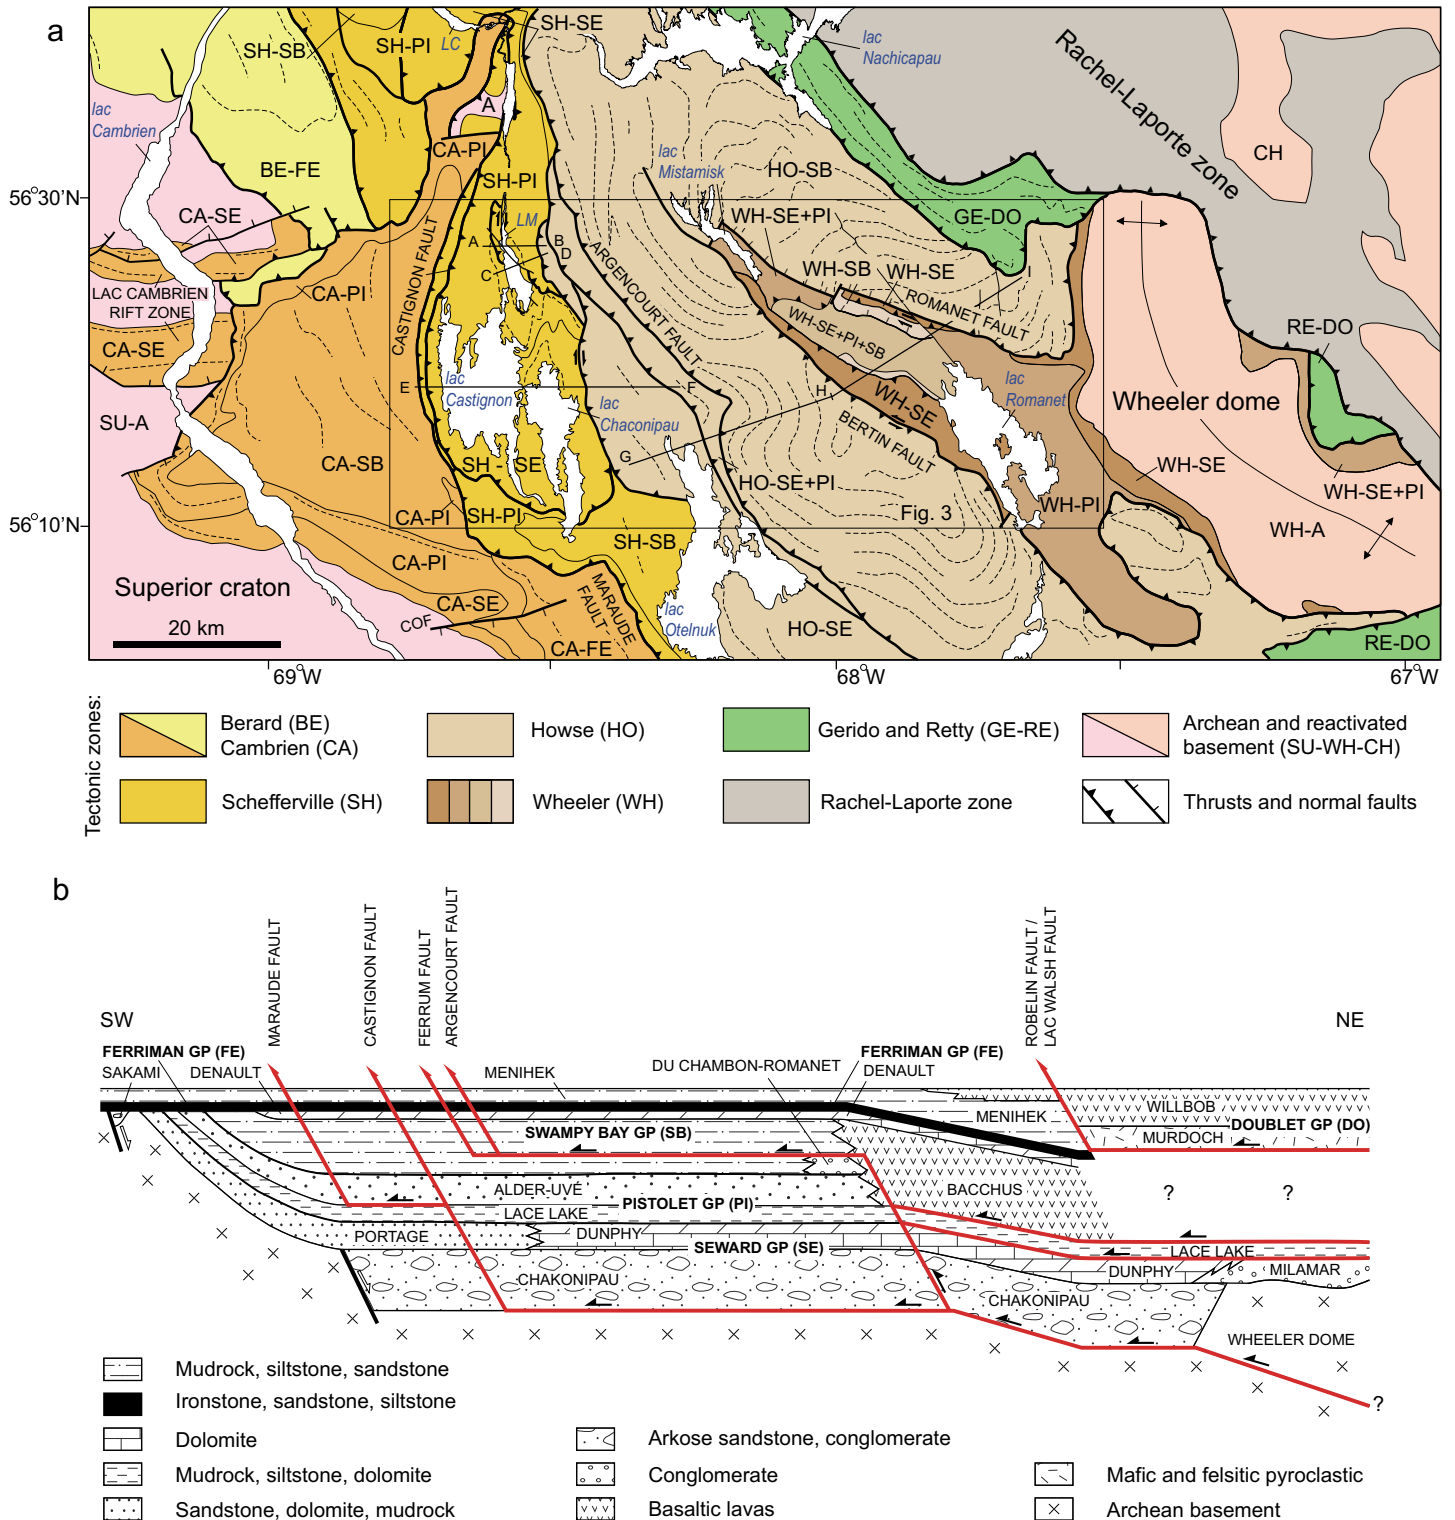 a
SH-SE
SH-SB
SH-PI
LC
lac
Nachicapau
Rachel-Laporte zone
lac
Cambrien
A
CH
CA-PI
BE-FE
lac
Mistamisk
HO-SB
SH-PI
56°30'N
CA-SE
LM
WH-SE+PI
GE-DO
A
B
D
C
I
CASTIGNON FAULT
ARGENCOURT FAULT
WH-SB
WH-SE
LAC CAMBRIEN
RIFT ZONE
CA-PI
ROMANET FAULT
WH-SE+PI+SB
RE-DO
CA-SE
E
lac
Castignon
F
H
lac
Romanet
WH-SE
Wheeler dome
lac
Chaconipau
SU-A
BERTIN FAULT
CA-SB
SH-SE
G
HO-SE+PI
WH-SE
WH-SE+PI
CA-PI
SH-PI
Fig. 3
WH-PI
WH-A
56°10'N
SH-SB
CA-PI
Superior craton
MARAUDE
FAULT
CA-SE
lac
Otelnuk
COF
HO-SE
20 km
CA-FE
RE-DO
69°W
68°W
67°W
Tectonic zones:
Berard (BE)
Cambrien (CA)
Howse (HO)
Gerido and Retty (GE-RE)
Archean and reactivated
basement (SU-WH-CH)
Schefferville (SH)
Wheeler (WH)
Rachel-Laporte zone
Thrusts and normal faults
b
MARAUDE FAULT
CASTIGNON FAULT
FERRUM FAULT
ARGENCOURT FAULT
ROBELIN FAULT /
LAC WALSH FAULT
SW
NE
FERRIMAN GP (FE)
SAKAMI
DENAULT
MENIHEK
DU CHAMBON-ROMANET
FERRIMAN GP (FE)
DENAULT
MENIHEK
WILLBOB
DOUBLET GP (DO)
MURDOCH
SWAMPY BAY GP (SB)
ALDER-UVÉ
PISTOLET GP (PI)
BACCHUS
?
?
LACE LAKE
PORTAGE
DUNPHY
SEWARD GP (SE)
LACE LAKE
DUNPHY
MILAMAR
CHAKONIPAU
CHAKONIPAU
WHEELER DOME
?
Mudrock, siltstone, sandstone
Ironstone, sandstone, siltstone
Dolomite
Arkose sandstone, conglomerate
Mudrock, siltstone, dolomite
Conglomerate
Mafic and felsitic pyroclastic
Sandstone, dolomite, mudrock
Basaltic lavas
Archean basement